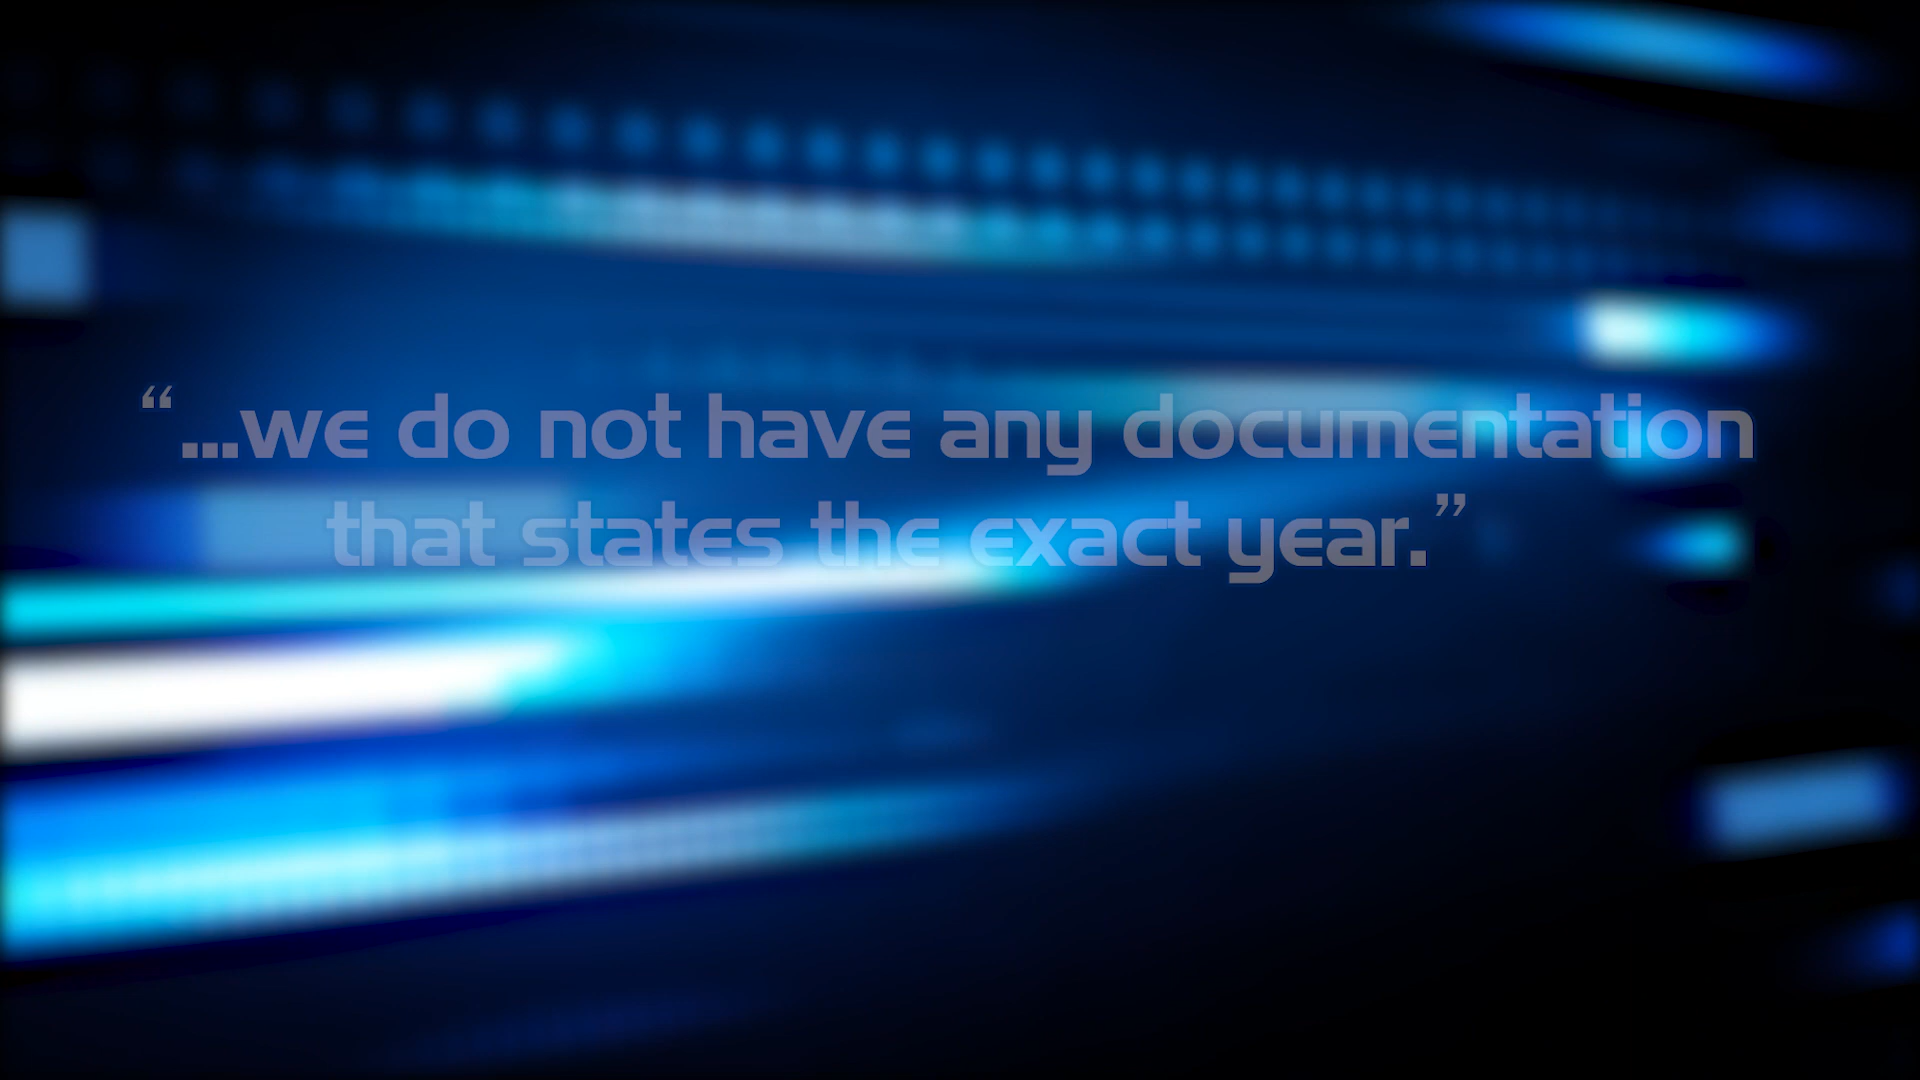 “...we do not have any documentation
that states the exact year.”